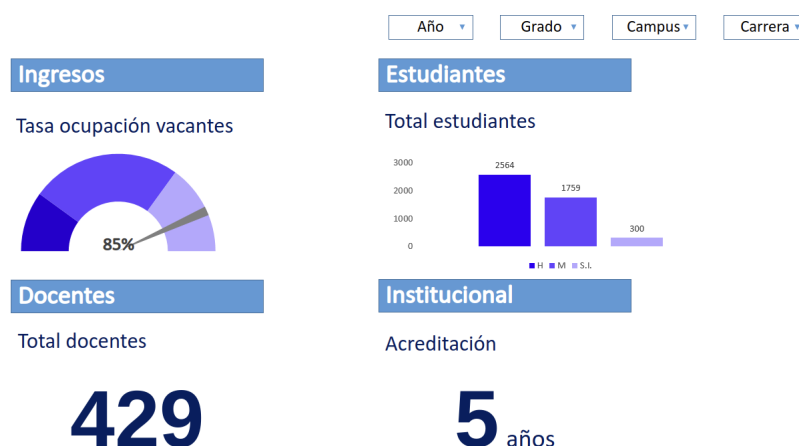 Año
Grado
Campus
Carrera
Ingresos
Estudiantes
Tasa ocupación vacantes
Total estudiantes
85%
3000
2000
1000
0
2564
1759
300
H M S.I.
Docentes
Institucional
Total docentes
Acreditación
429
5 años